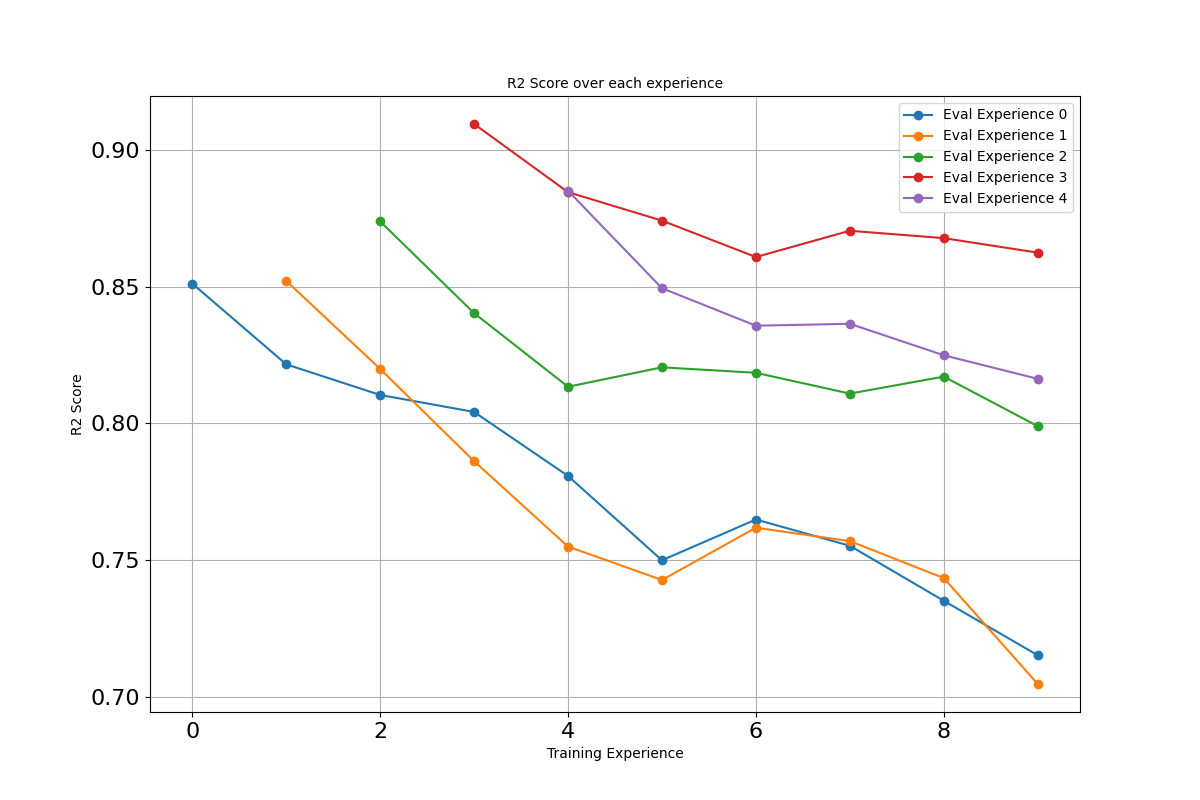 R2 Score over each experience
Eval Experience 0
Eval Experience 1
Eval Experience 2
Eval Experience 3
Eval Experience 4
0.90
0.85
0.80
0.75
0.70
R2 Score
0 2 4 6 8
Training Experience